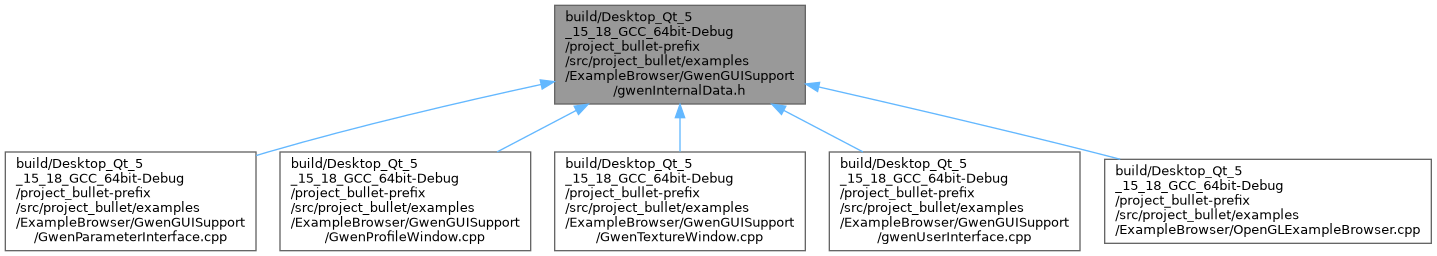 build/Desktop_Qt_5
_15_18_GCC_64bit-Debug
/project_bullet-prefix
/src/project_bullet/examples
/ExampleBrowser/GwenGUISupport
/gwenInternalData.h
build/Desktop_Qt_5
_15_18_GCC_64bit-Debug
/project_bullet-prefix
/src/project_bullet/examples
/ExampleBrowser/GwenGUISupport
/GwenParameterInterface.cpp
build/Desktop_Qt_5
_15_18_GCC_64bit-Debug
/project_bullet-prefix
/src/project_bullet/examples
/ExampleBrowser/GwenGUISupport
/GwenProfileWindow.cpp
build/Desktop_Qt_5
_15_18_GCC_64bit-Debug
/project_bullet-prefix
/src/project_bullet/examples
/ExampleBrowser/GwenGUISupport
/GwenTextureWindow.cpp
build/Desktop_Qt_5
_15_18_GCC_64bit-Debug
/project_bullet-prefix
/src/project_bullet/examples
/ExampleBrowser/GwenGUISupport
/gwenUserInterface.cpp
build/Desktop_Qt_5
_15_18_GCC_64bit-Debug
/project_bullet-prefix
/src/project_bullet/examples
/ExampleBrowser/OpenGLExampleBrowser.cpp